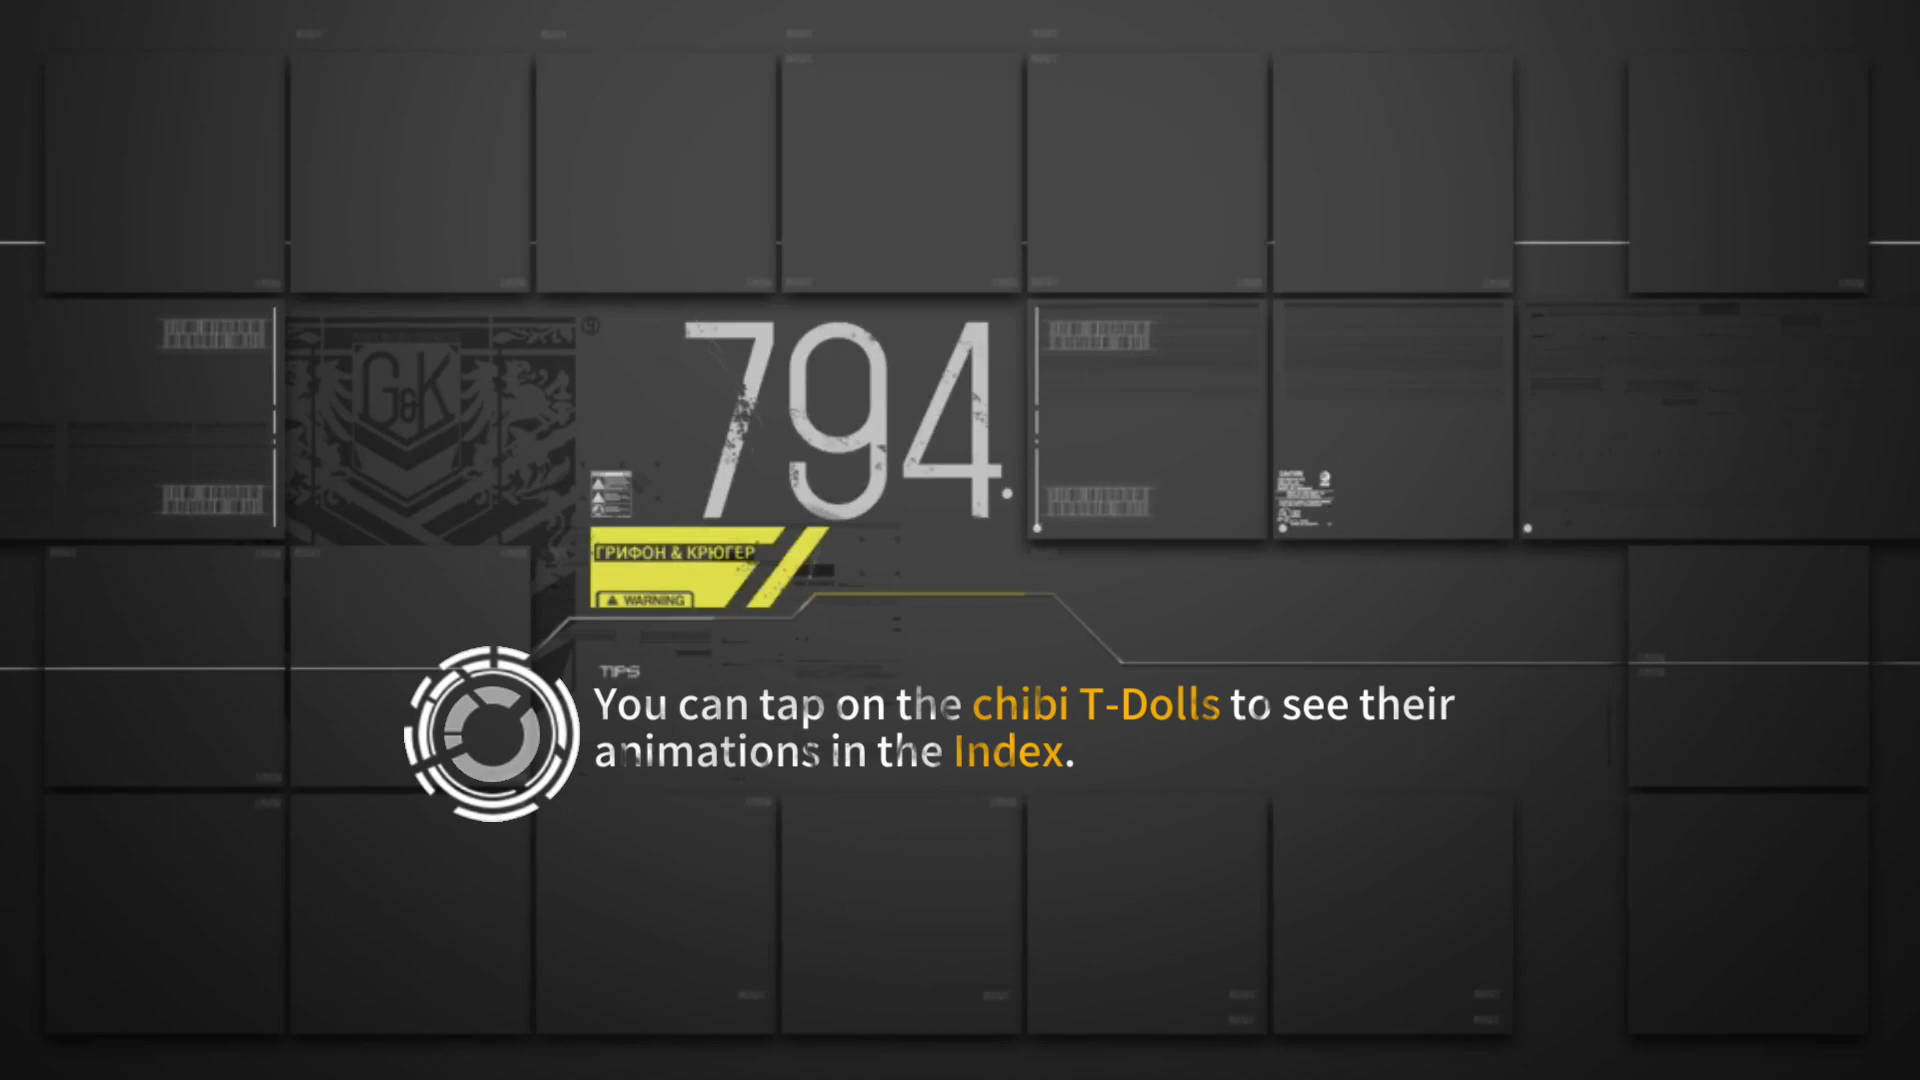 G&K
794.
ГРИФОН & КРЮГЕР
WARNING
TIPS
You can tap on the chibi T-Dolls to see their
animations in the Index.